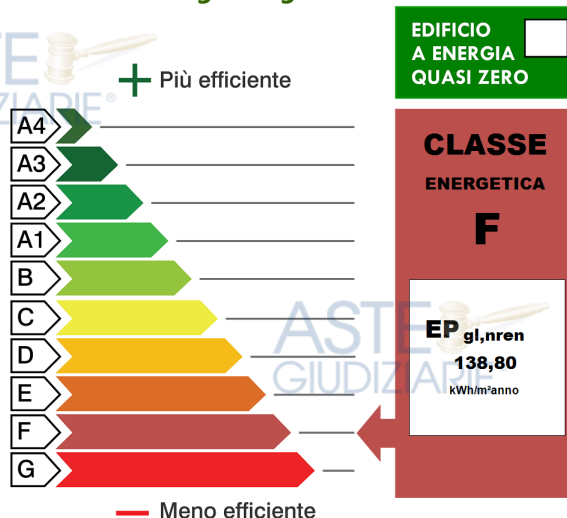 EDIFICIO
A ENERGIA
QUASI ZERO
Più efficiente
A4
A3
A2
A1
B
C
D
E
F
G
Meno efficiente
CLASSE
ENERGETICA
F
EP gl,nren
138,80
kWh/m²anno
ASTE
GIUDIZIARIE